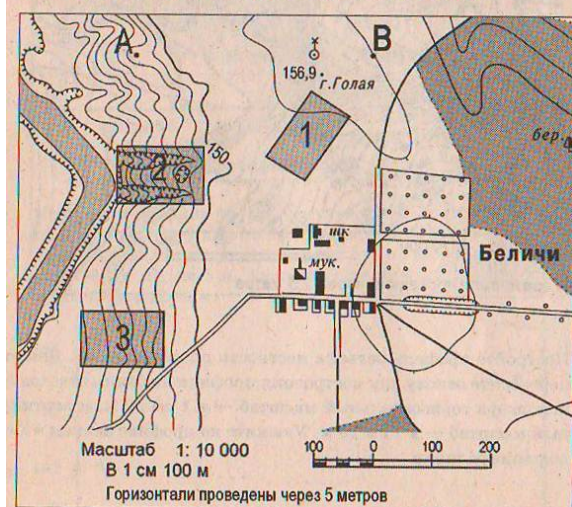 А
В
156,9
г. Голая
1
бер.
2
150
шк.
мук.
Беличи
3
Масштаб 1: 10 000
В 1 см 100 м
100 0 100 200
Горизонтали проведены через 5 метров